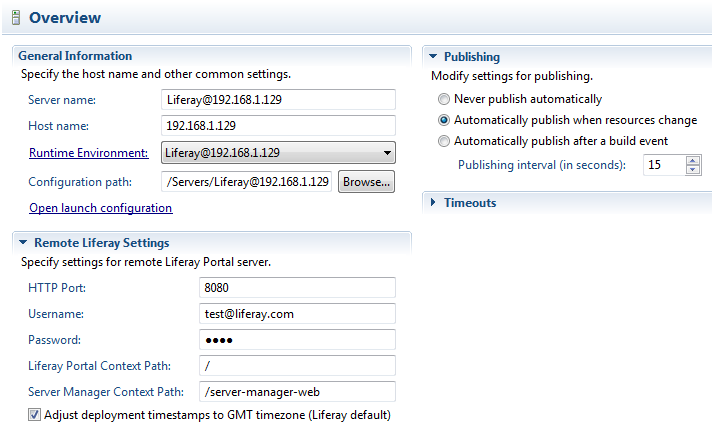 Overview
General Information
Specify the host name and other common settings.
Server name: Liferay@192.168.1.129
Host name: 192.168.1.129
Runtime Environment: Liferay@192.168.1.129
Configuration path: /Servers/Liferay@192.168.1.129 Browse...
Open launch configuration
Remote Liferay Settings
Specify settings for remote Liferay Portal server.
HTTP Port: 8080
Username: test@liferay.com
Password: ●●●●
Liferay Portal Context Path: /
Server Manager Context Path: /server-manager-web
Adjust deployment timestamps to GMT timezone (Liferay default)
Publishing
Modify settings for publishing.
Never publish automatically
Automatically publish when resources change
Automatically publish after a build event
Publishing interval (in seconds): 15
Timeouts